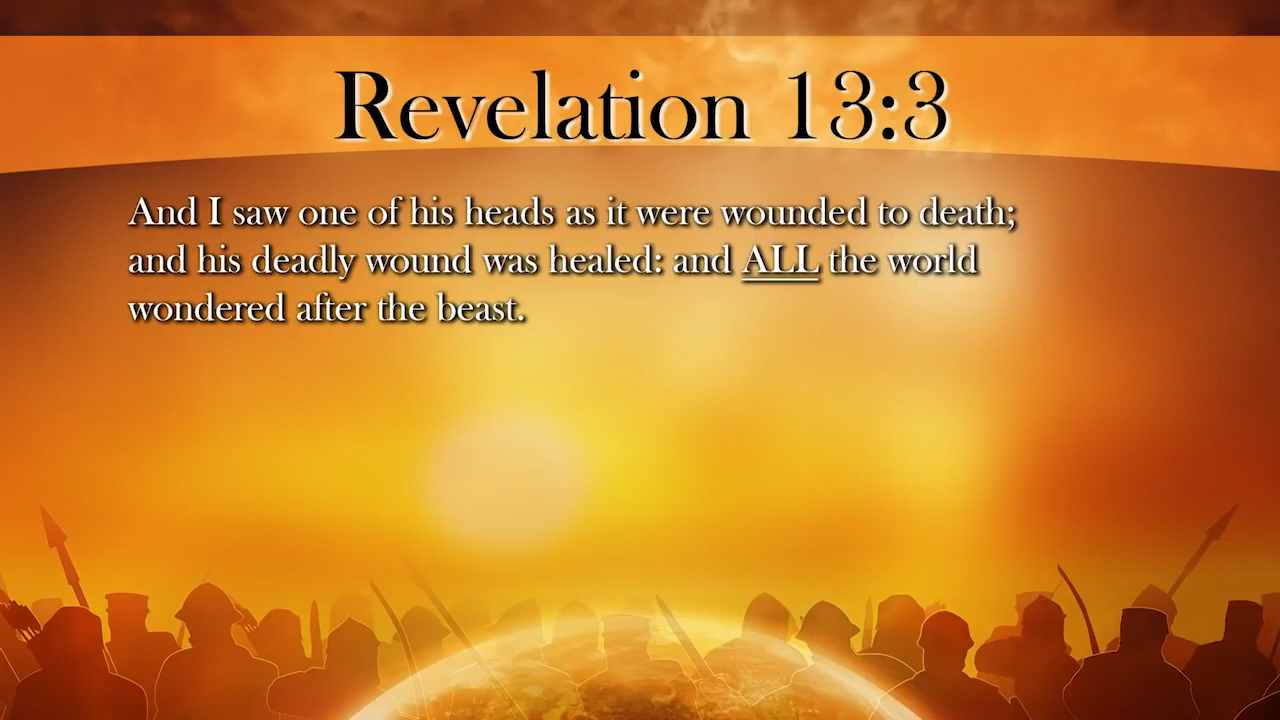 Revelation 13:3
And I saw one of his heads as it were wounded to death;
and his deadly wound was healed: and ALL the world
wondered after the beast.